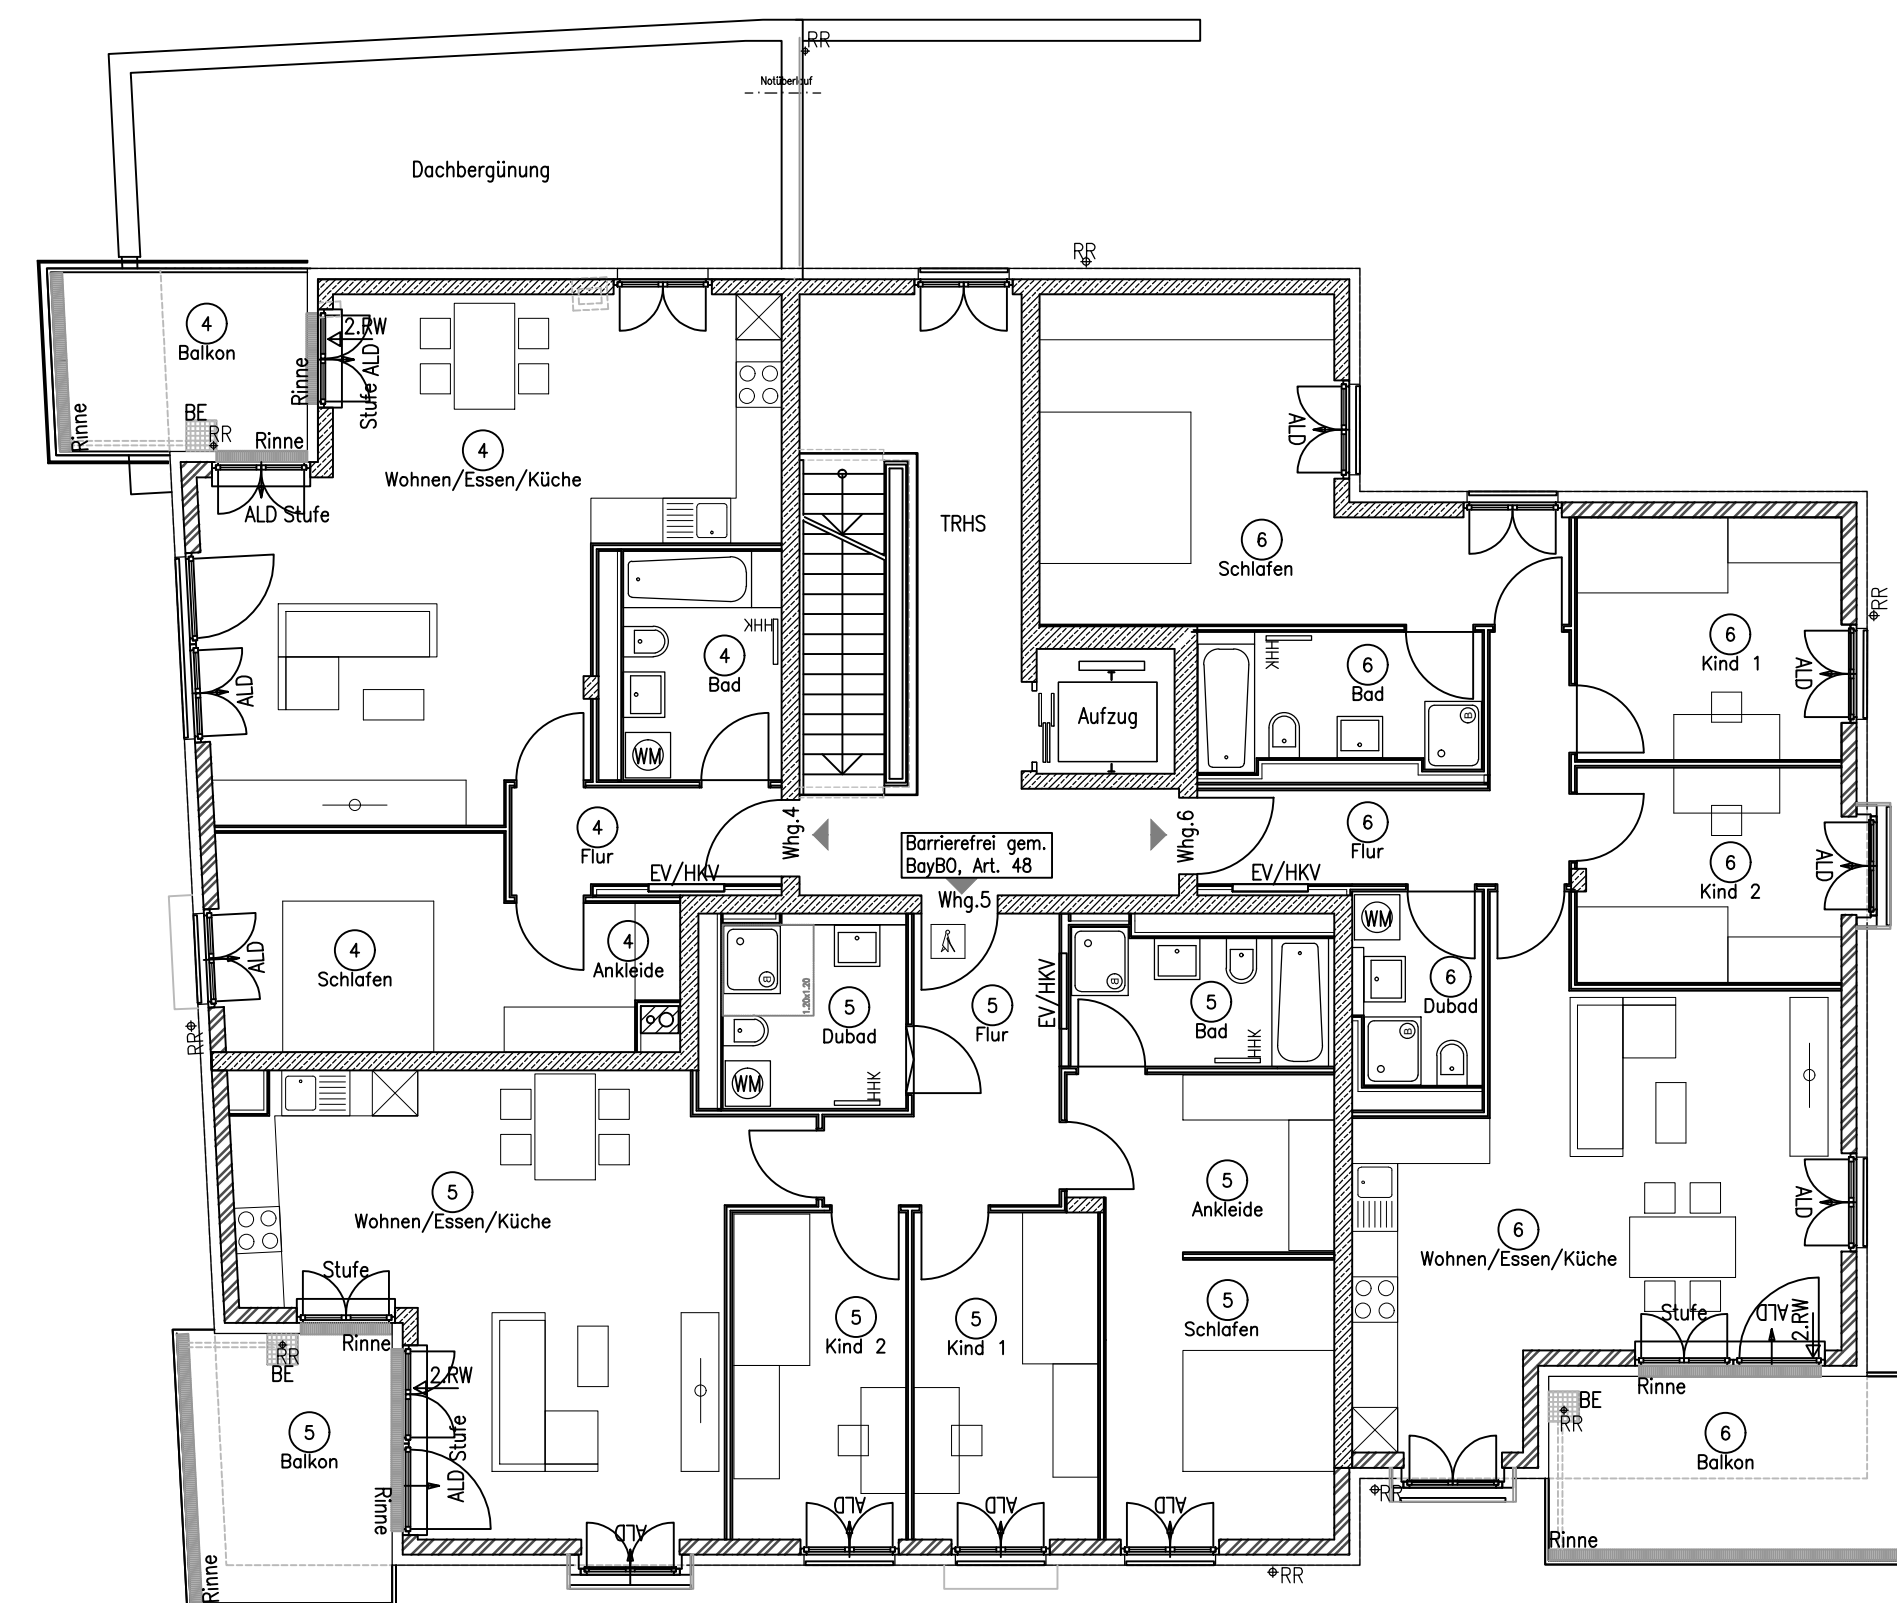 RR
Notüberlauf
Dachbergünung
RR
4
Balkon
2.RW
Stufe ALD
Rinne
Rinne
BE
RR
Rinne
ALD Stufe
4
Wohnen/Essen/Küche
TRHS
ALD
6
Schlafen
RR
HHK
4
Bad
WM
ALD
Aufzug
HHK
6
Bad
B
6
Kind 1
ALD
4
Flur
EV/HKV
Whg.4
Barrierefrei gem.
BayBO, Art. 48
Whg.5
Whg.6
6
Flur
EV/HKV
6
Kind 2
ALD
ALD
4
Schlafen
4
Ankleide
RR
B
1.20x1.20
5
Dubad
WM
HHK
5
Flur
EV/HKV
B
5
Bad
HHK
WM
6
Dubad
B
5
Wohnen/Essen/Küche
5
Ankleide
ALD
6
Wohnen/Essen/Küche
Stufe
Rinne
RR
BE
2.RW
5
Kind 2
5
Kind 1
5
Schlafen
Stufe
ALD
2.RW
Rinne
BE
RR
5
Balkon
ALD Stufe
Rinne
Rinne
ALD
ALD
ALD
ALD
RR
RR
6
Balkon
Rinne